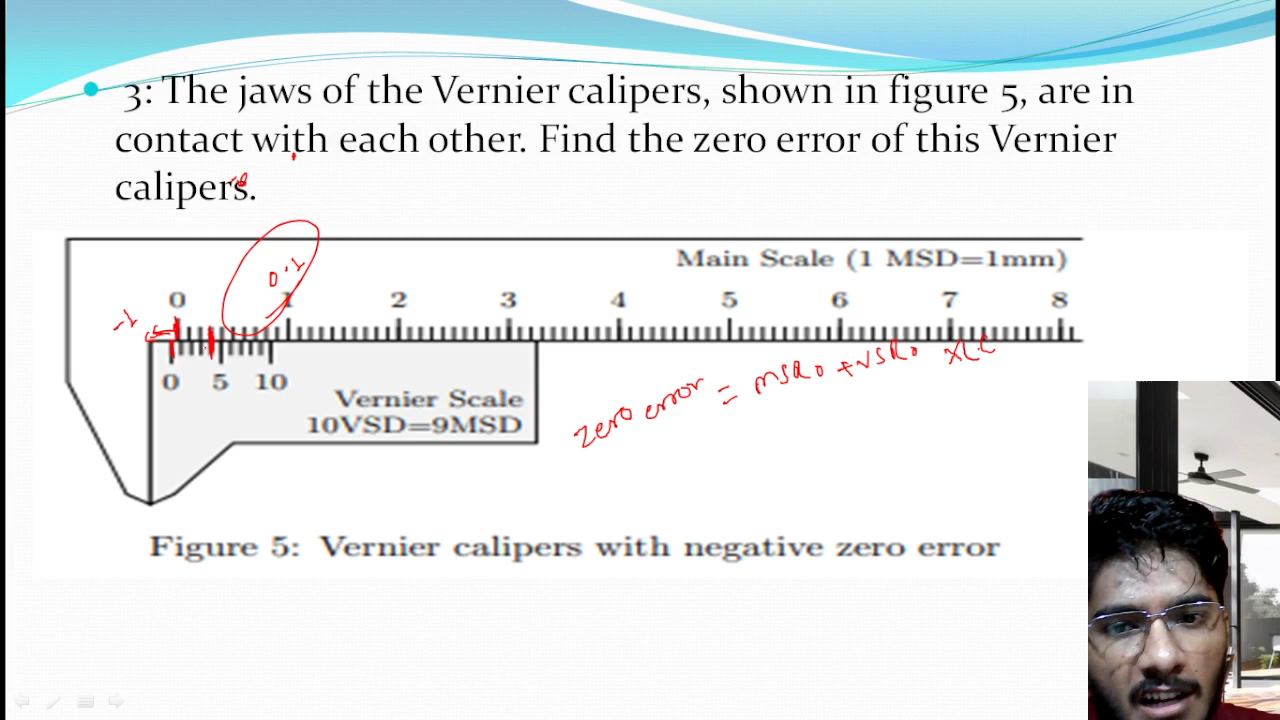 3: The jaws of the Vernier calipers, shown in figure 5, are in
contact with each other. Find the zero error of this Vernier
calipers.
Main Scale (1 MSD=1mm)
0.1
0 1 2 3 4 5 6 7 8
-1
0 5 10
Vernier Scale
10VSD=9MSD
zero error = MSR0 + VSR0 XL.C
Figure 5: Vernier calipers with negative zero error